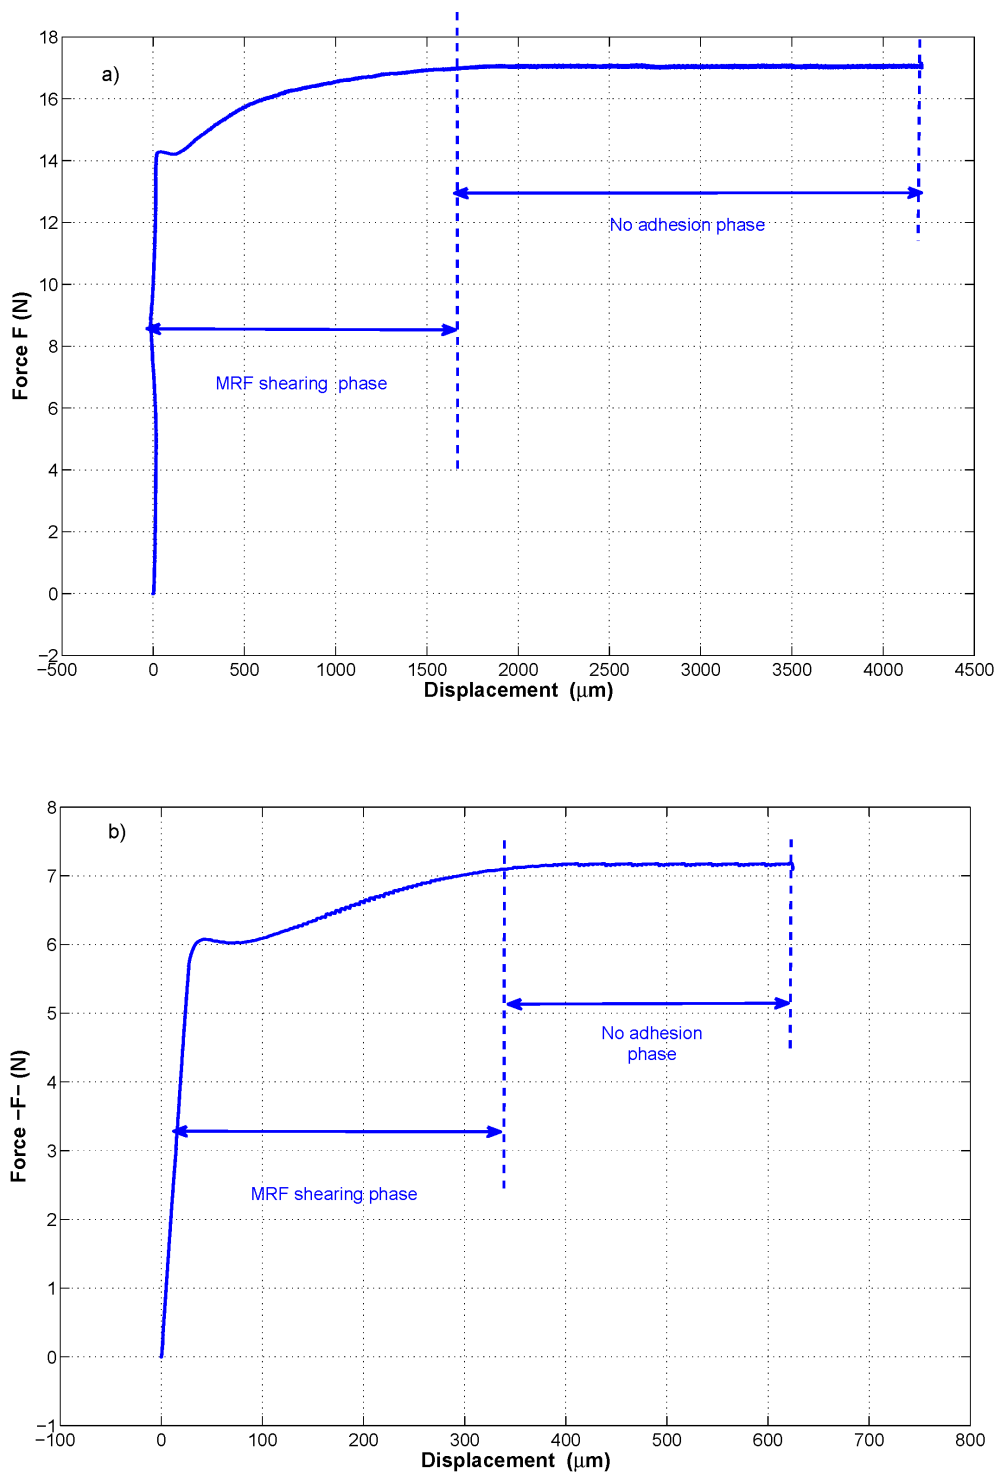 a)
18
16
14
12
10
8
6
4
2
0
−2
No adhesion phase
MRF shearing phase
Force F (N)
−500 0 500 1000 1500 2000 2500 3000 3500 4000 4500
Displacement (μm)
b)
8
7
6
5
4
3
2
1
0
−1
No adhesion
phase
MRF shearing phase
Force −F− (N)
−100 0 100 200 300 400 500 600 700 800
Displacement (μm)